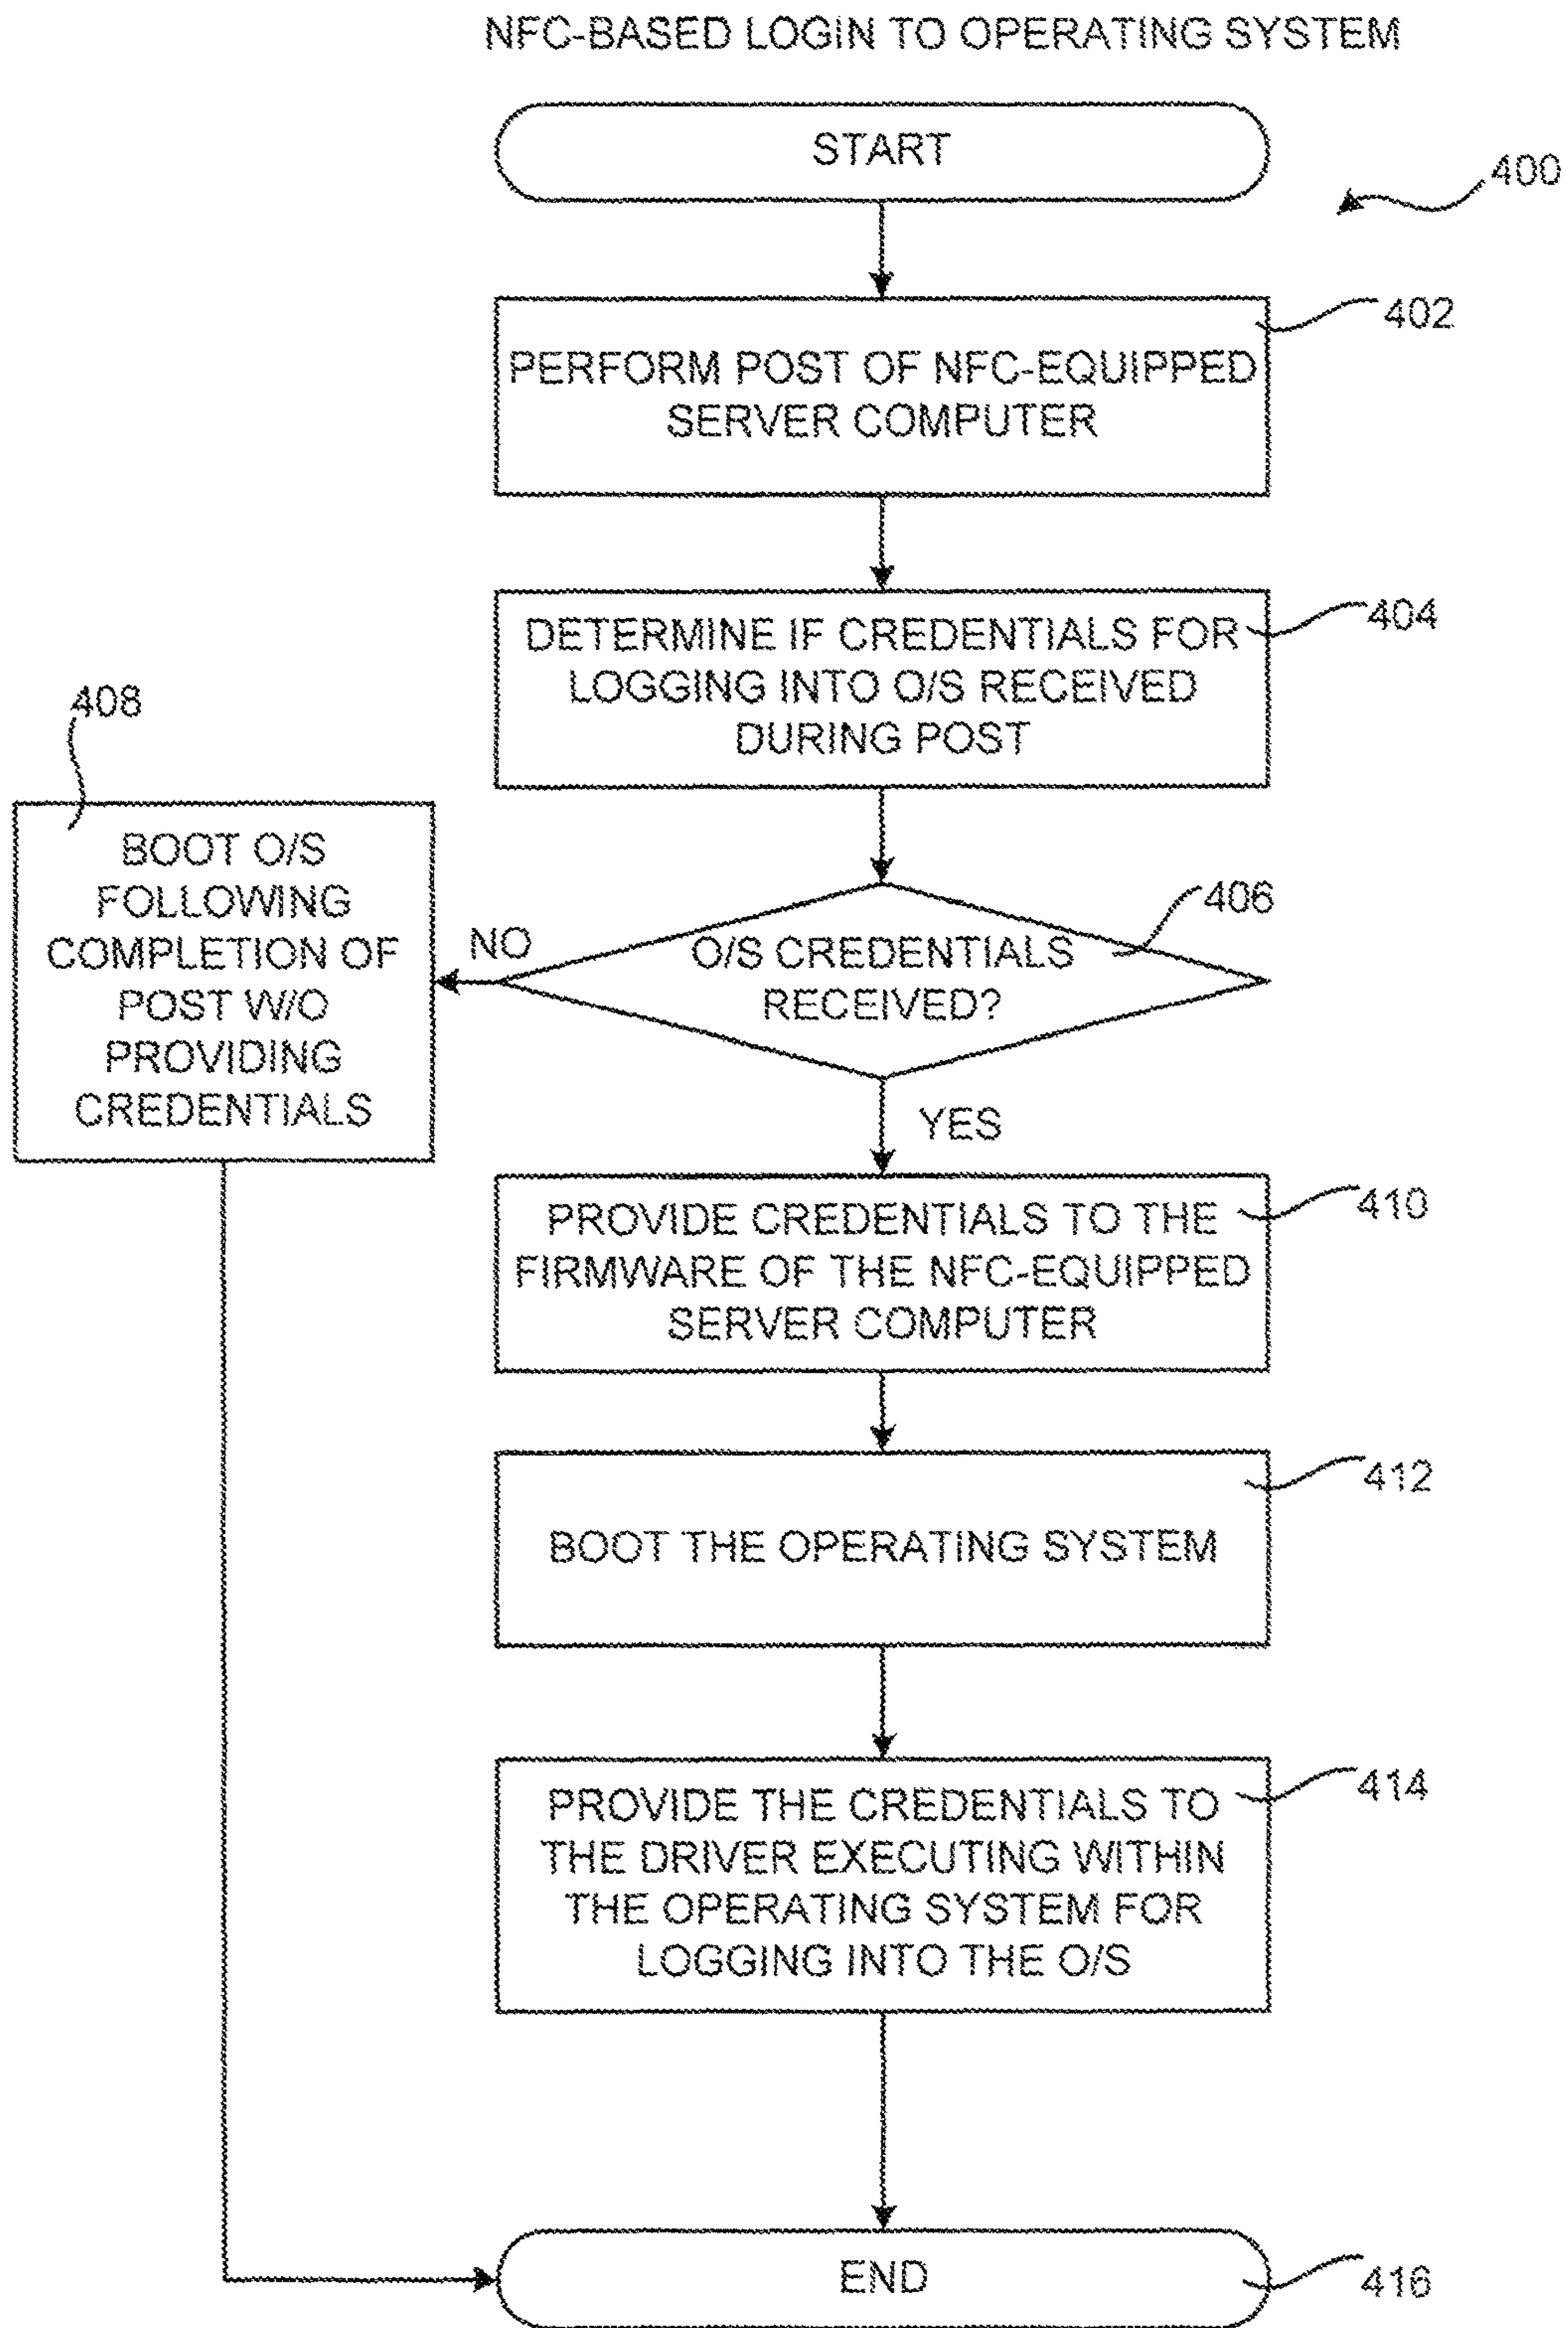 NFC-BASED LOGIN TO OPERATING SYSTEM
START
400
402
PERFORM POST OF NFC-EQUIPPED
SERVER COMPUTER
404
DETERMINE IF CREDENTIALS FOR
LOGGING INTO O/S RECEIVED
DURING POST
408
BOOT O/S
FOLLOWING
COMPLETION OF
POST W/O
PROVIDING
CREDENTIALS
NO
406
O/S CREDENTIALS
RECEIVED?
YES
410
PROVIDE CREDENTIALS TO THE
FIRMWARE OF THE NFC-EQUIPPED
SERVER COMPUTER
412
BOOT THE OPERATING SYSTEM
414
PROVIDE THE CREDENTIALS TO
THE DRIVER EXECUTING WITHIN
THE OPERATING SYSTEM FOR
LOGGING INTO THE O/S
END
416